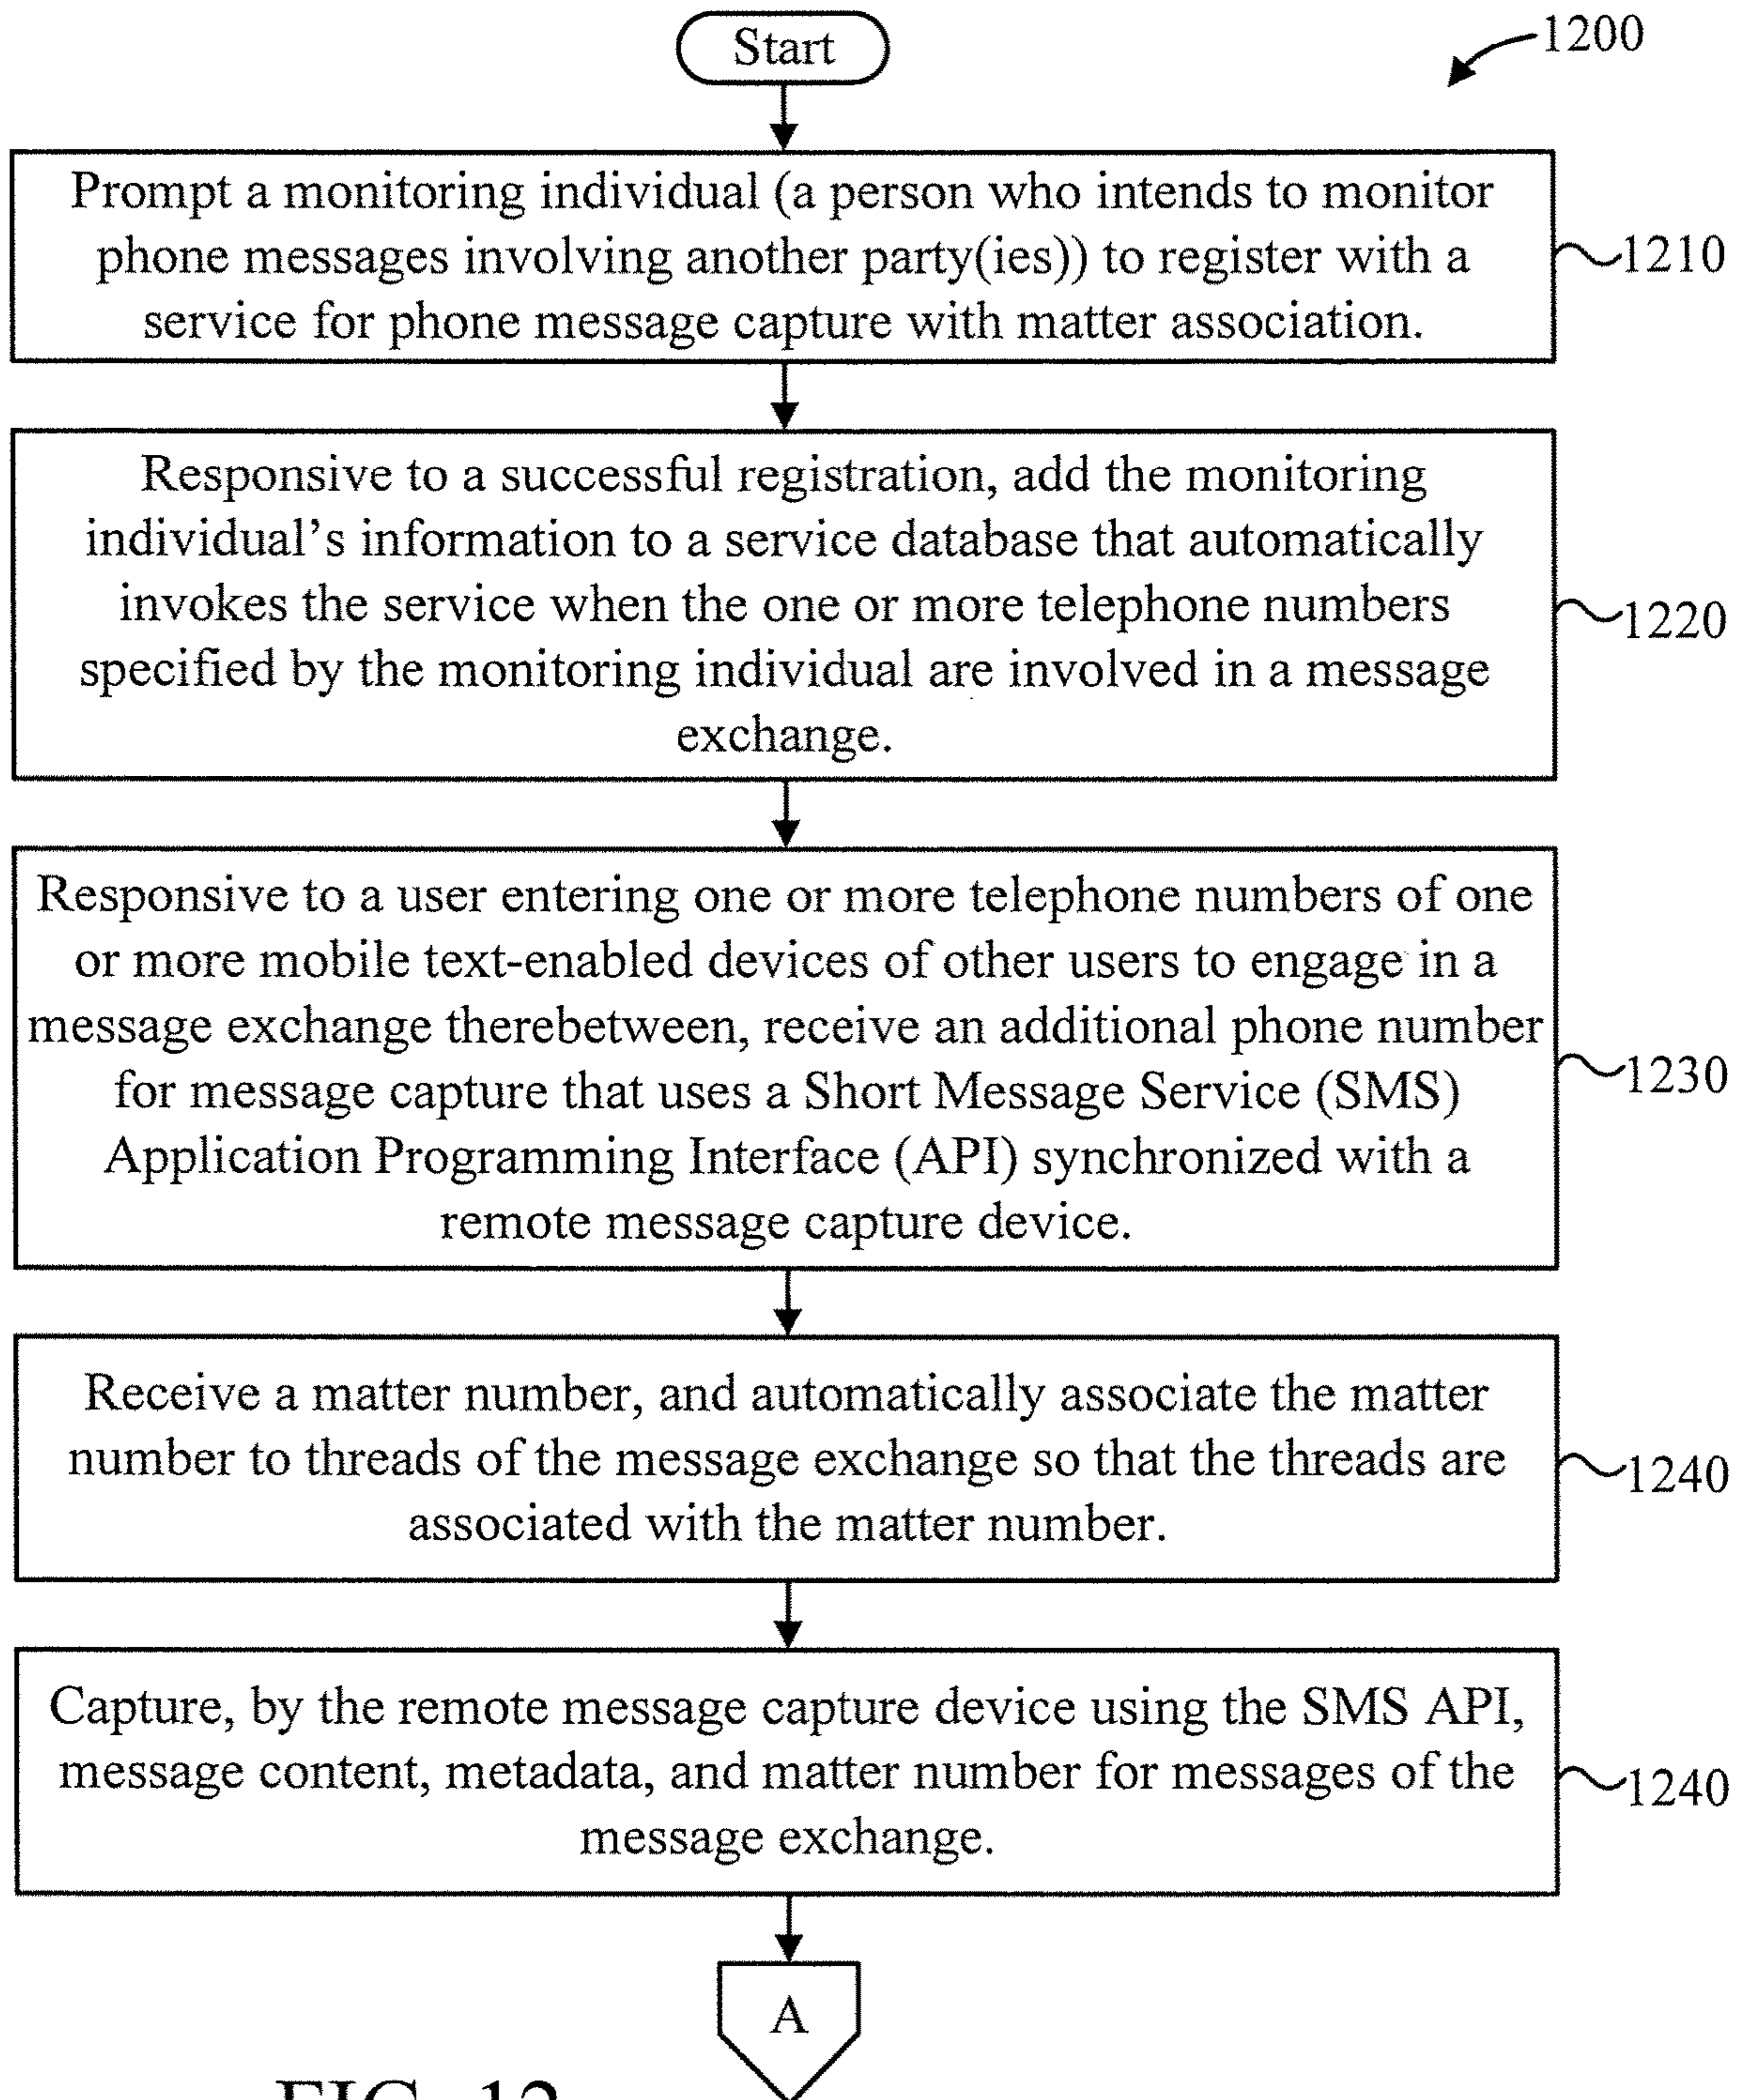 Start
1200
Prompt a monitoring individual (a person who intends to monitor
phone messages involving another party(ies)) to register with a
service for phone message capture with matter association.
1210
Responsive to a successful registration, add the monitoring
individual's information to a service database that automatically
invokes the service when the one or more telephone numbers
specified by the monitoring individual are involved in a message
exchange.
1220
Responsive to a user entering one or more telephone numbers of one
or more mobile text-enabled devices of other users to engage in a
message exchange therebetween, receive an additional phone number
for message capture that uses a Short Message Service (SMS)
Application Programming Interface (API) synchronized with a
remote message capture device.
1230
Receive a matter number, and automatically associate the matter
number to threads of the message exchange so that the threads are
associated with the matter number.
1240
Capture, by the remote message capture device using the SMS API,
message content, metadata, and matter number for messages of the
message exchange.
1240
A
FIG. 12